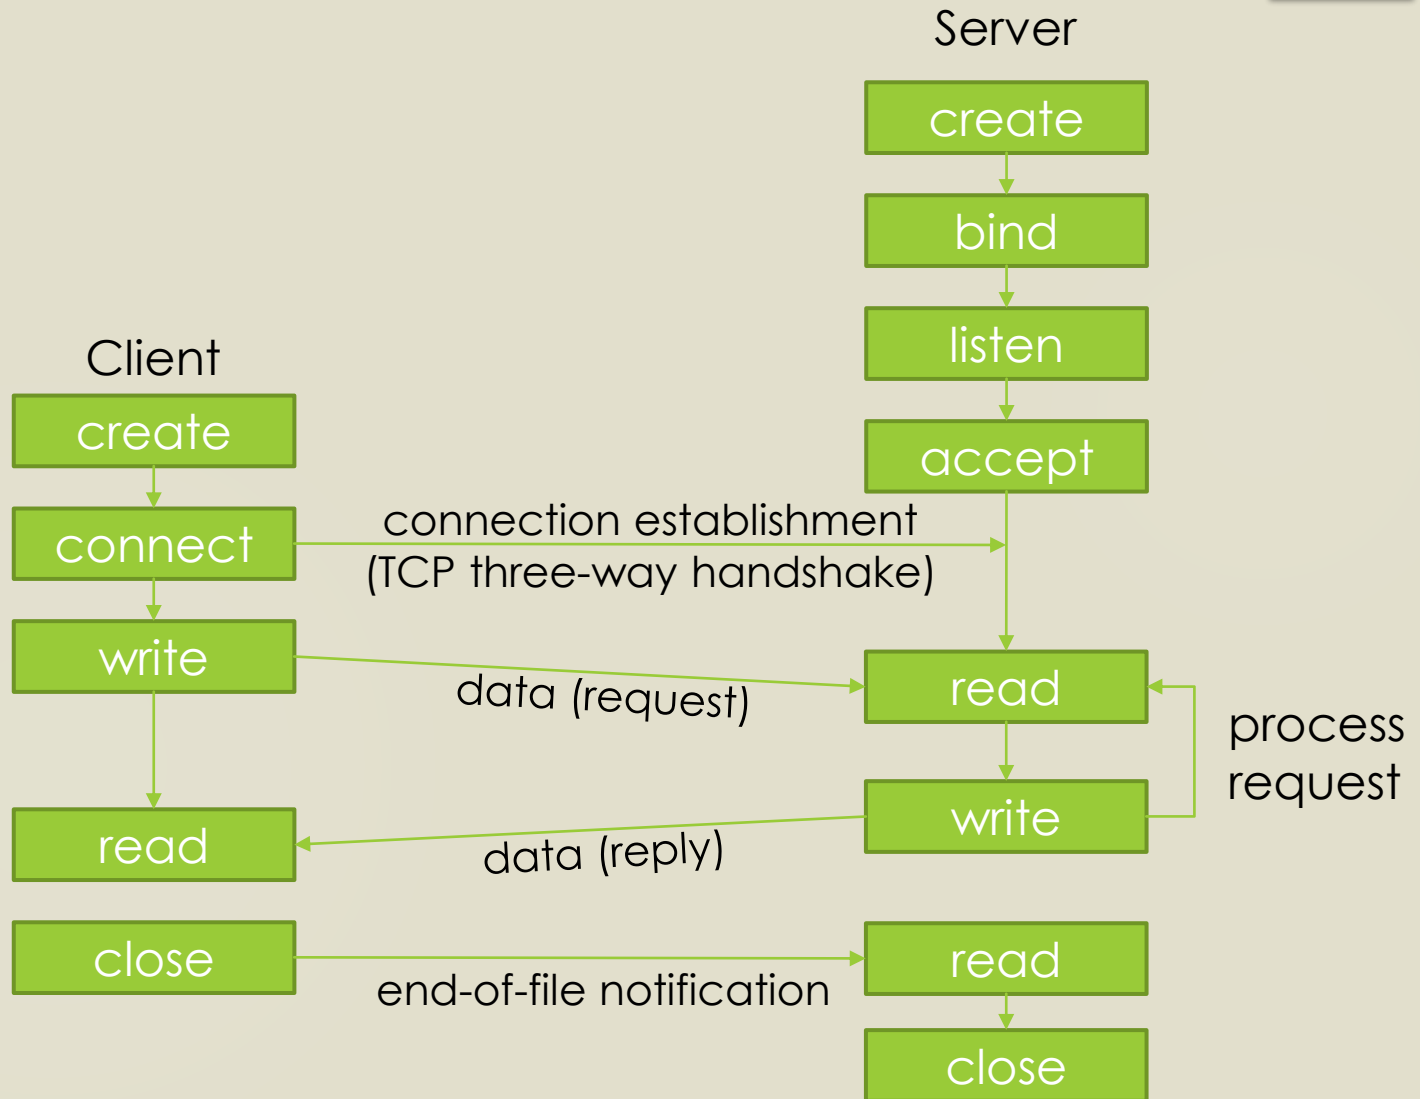 Server
create
bind
listen
accept
Client
create
connect
connection establishment
(TCP three-way handshake)
write
data (request)
read
process
request
write
read
data (reply)
close
end-of-file notification
read
close